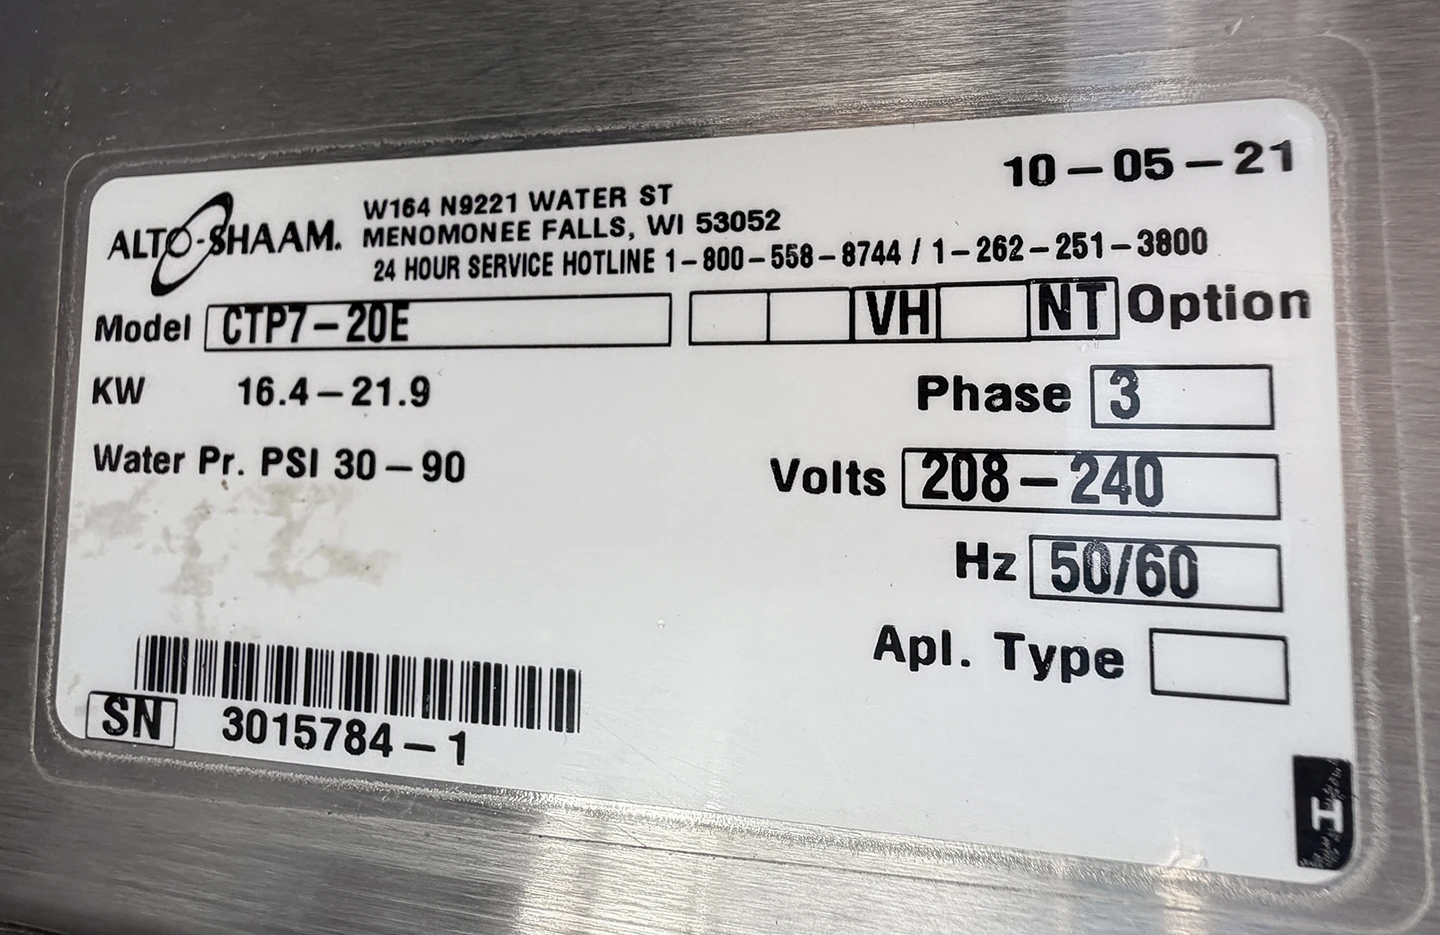 10-05-21
ALTO-SHAAM.
W164 N9221 WATER ST
MENOMONEE FALLS, WI 53052
24 HOUR SERVICE HOTLINE 1-800-558-8744 / 1-262-251-3800
Model CTP7-20E VH NT Option
KW 16.4-21.9
Phase 3
Water Pr. PSI 30-90
Volts 208-240
Hz 50/60
Apl. Type
SN 3015784-1
H